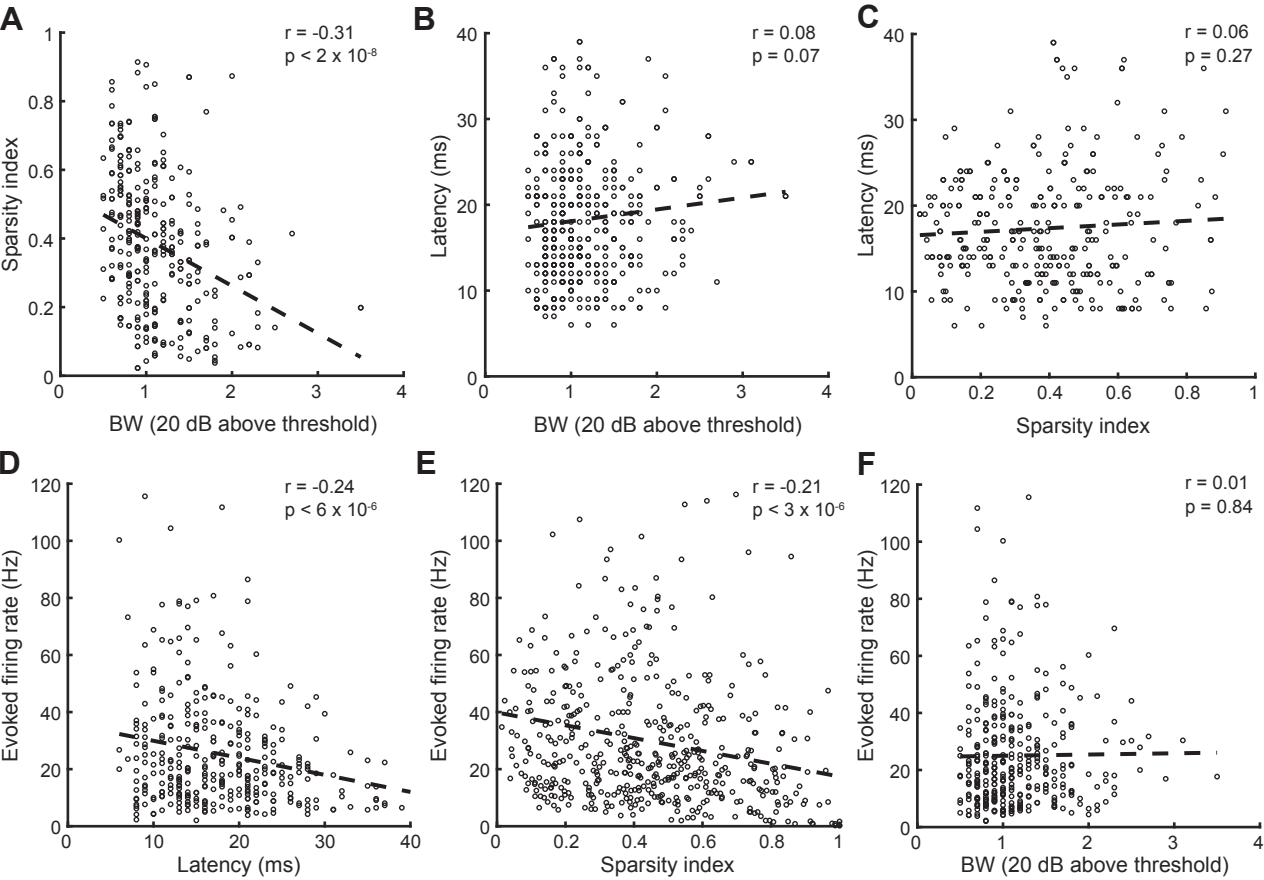 A
r = -0.31
p < 2 x 10⁻⁸
1
0.8
0.6
0.4
0.2
0
Sparsity index
0
1
2
3
4
BW (20 dB above threshold)
B
r = 0.08
p = 0.07
40
30
20
10
0
Latency (ms)
0
1
2
3
4
BW (20 dB above threshold)
C
r = 0.06
p = 0.27
40
30
20
10
0
Latency (ms)
0
0.2
0.4
0.6
0.8
1
Sparsity index
D
r = -0.24
p < 6 x 10⁻⁶
120
100
80
60
40
20
0
Evoked firing rate (Hz)
0
10
20
30
40
Latency (ms)
E
r = -0.21
p < 3 x 10⁻⁶
120
100
80
60
40
20
0
Evoked firing rate (Hz)
0
0.2
0.4
0.6
0.8
1
Sparsity index
F
r = 0.01
p = 0.84
120
100
80
60
40
20
0
Evoked firing rate (Hz)
0
1
2
3
4
BW (20 dB above threshold)